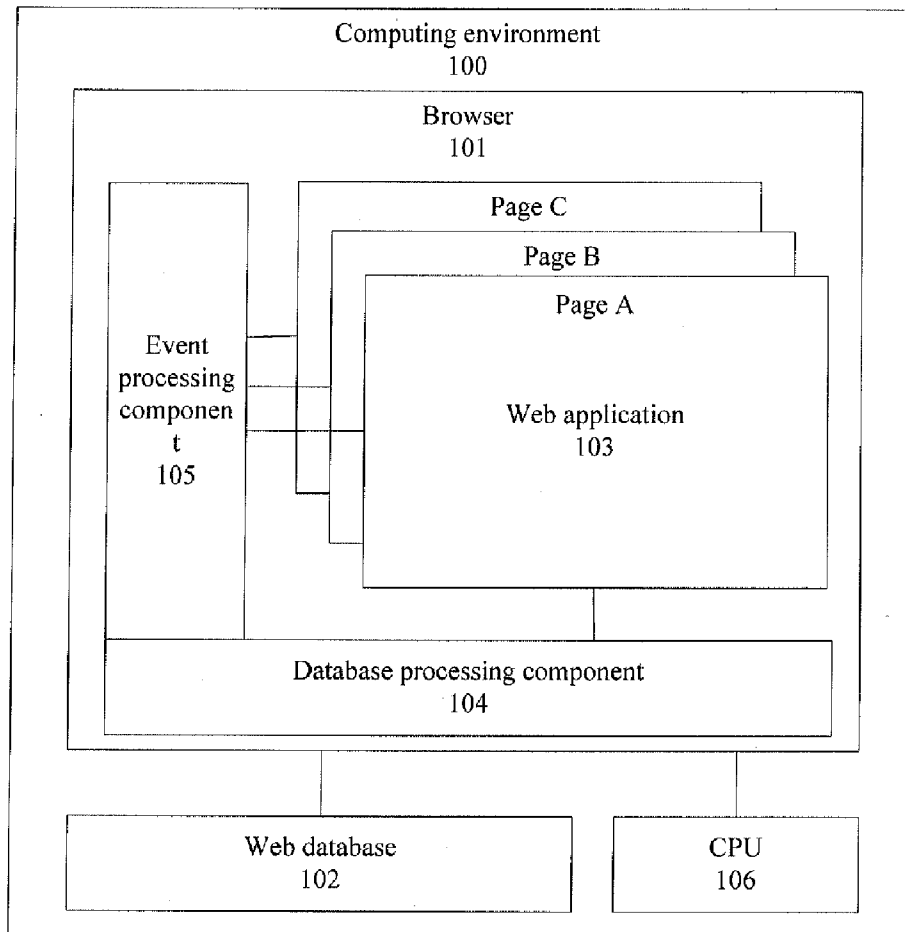 Computing environment
100
Browser
101
Page C
Page B
Page A
Event
processing
componen
t
105
Web application
103
Database processing component
104
Web database
102
CPU
106